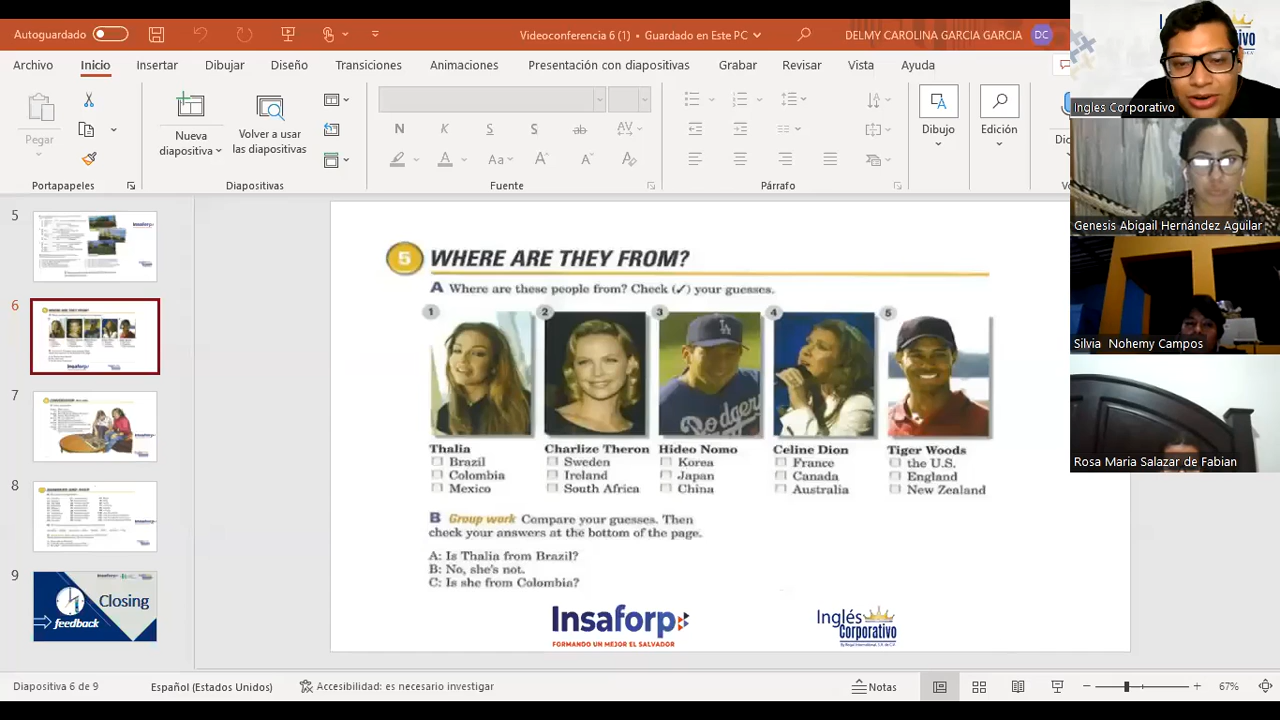 Autoguardado
Videoconferencia 6 (1) • Guardado en Este PC
DELMY CAROLINA GARCIA GARCIA
DC
Archivo Inicio Insertar Dibujar Diseño Transiciones Animaciones Presentación con diapositivas Grabar Revisar Vista Ayuda
Pegar
Nueva diapositiva
Volver a usar las diapositivas
Dibujo
Edición
Portapapeles
Diapositivas
Fuente
Párrafo
5
6
7
8
9
Closing
feedback
5 WHERE ARE THEY FROM?
A Where are these people from? Check (✓) your guesses.
1 2 3 5
Thalia Charlize Theron Hideo Nomo Celine Dion Tiger Woods
Brazil Sweden Korea France the U.S.
Colombia Ireland Japan Canada England
Mexico South Africa China Australia New Zealand
Dodgers
B Group work Compare your guesses. Then
check your answers at the bottom of the page.
A: Is Thalia from Brazil?
B: No, she's not.
C: Is she from Colombia?
Insaforp
FORMANDO UN MEJOR EL SALVADOR
Inglés
Corporativo
Ingles Corporativo
Genesis Abigail Hernández Aguilar
Silvia Nohemy Campos
Rosa Maria Salazar de Fabian
Diapositiva 6 de 9
Español (Estados Unidos)
Accesibilidad: es necesario investigar
Notas
67%